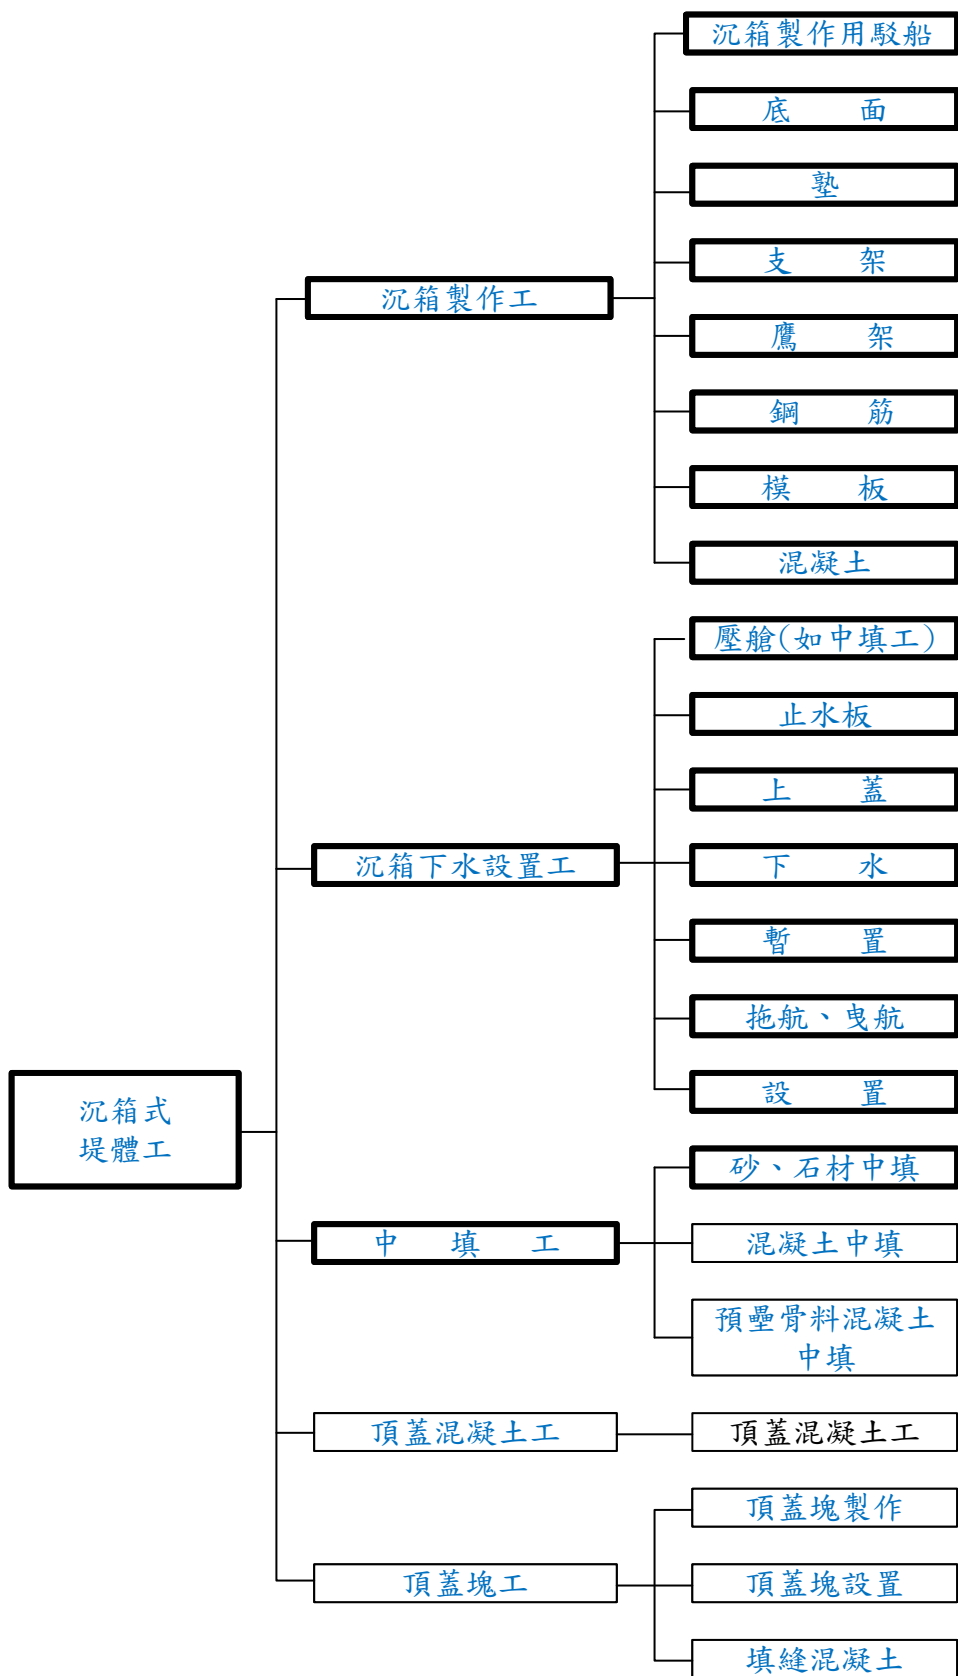 沉箱式
堤體工
沉箱製作工
沉箱製作用駁船
底　　面
塾
支　　架
鷹　　架
鋼　　筋
模　　板
混凝土
沉箱下水設置工
壓艙(如中填工)
止水板
上　　蓋
下　　水
暫　　置
拖航、曳航
設　　置
中　填　工
砂、石材中填
混凝土中填
預壘骨料混凝土
中填
頂蓋混凝土工
頂蓋混凝土工
頂蓋塊工
頂蓋塊製作
頂蓋塊設置
填縫混凝土